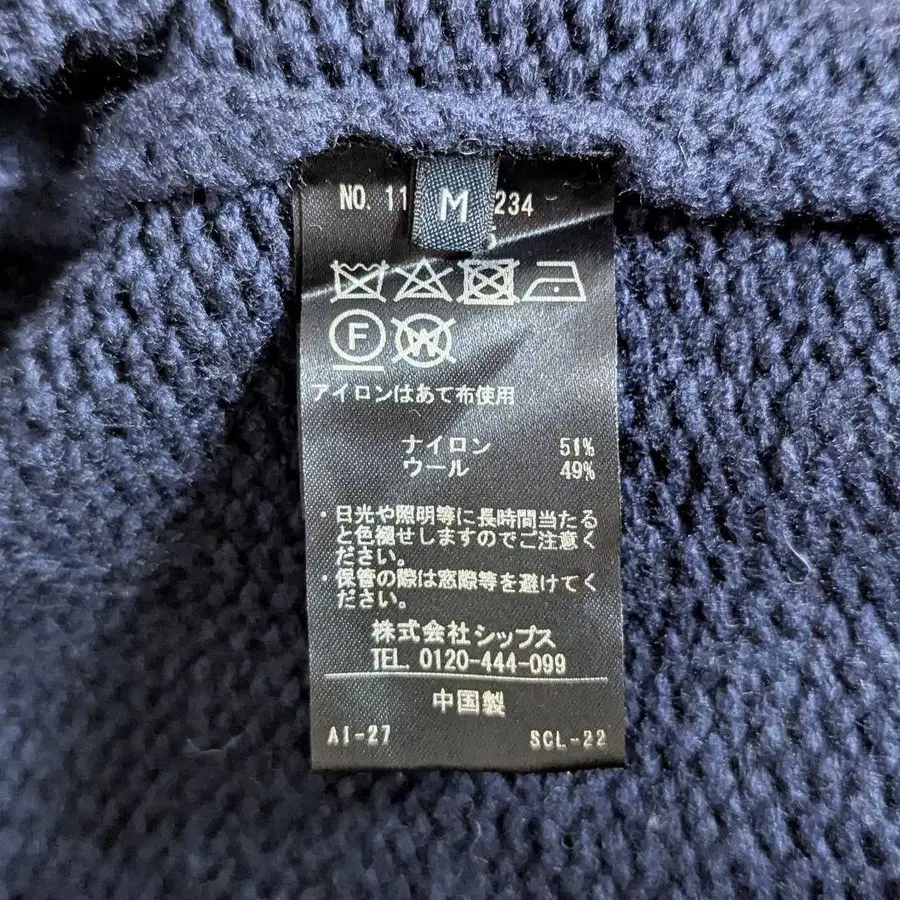 NO. 11 M 234
F
W
アイロンはあて布使用
ナイロン 51%
ウール 49%
・日光や照明等に長時間当たる
と色褪せしますのでご注意く
ださい。
・保管の際は窓際等を避けてく
ださい。
株式会社シップス
TEL. 0120-444-099
中国製
AI-27 SCL-22